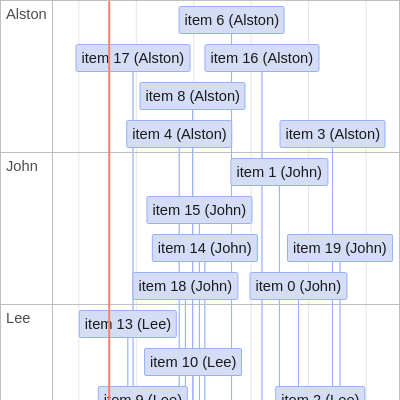 Alston
item 6 (Alston)
item 17 (Alston)
item 16 (Alston)
item 8 (Alston)
item 4 (Alston)
item 3 (Alston)
John
item 1 (John)
item 15 (John)
item 14 (John)
item 19 (John)
item 18 (John)
item 0 (John)
Lee
item 13 (Lee)
item 10 (Lee)
item 9 (Lee)
item 2 (Lee)